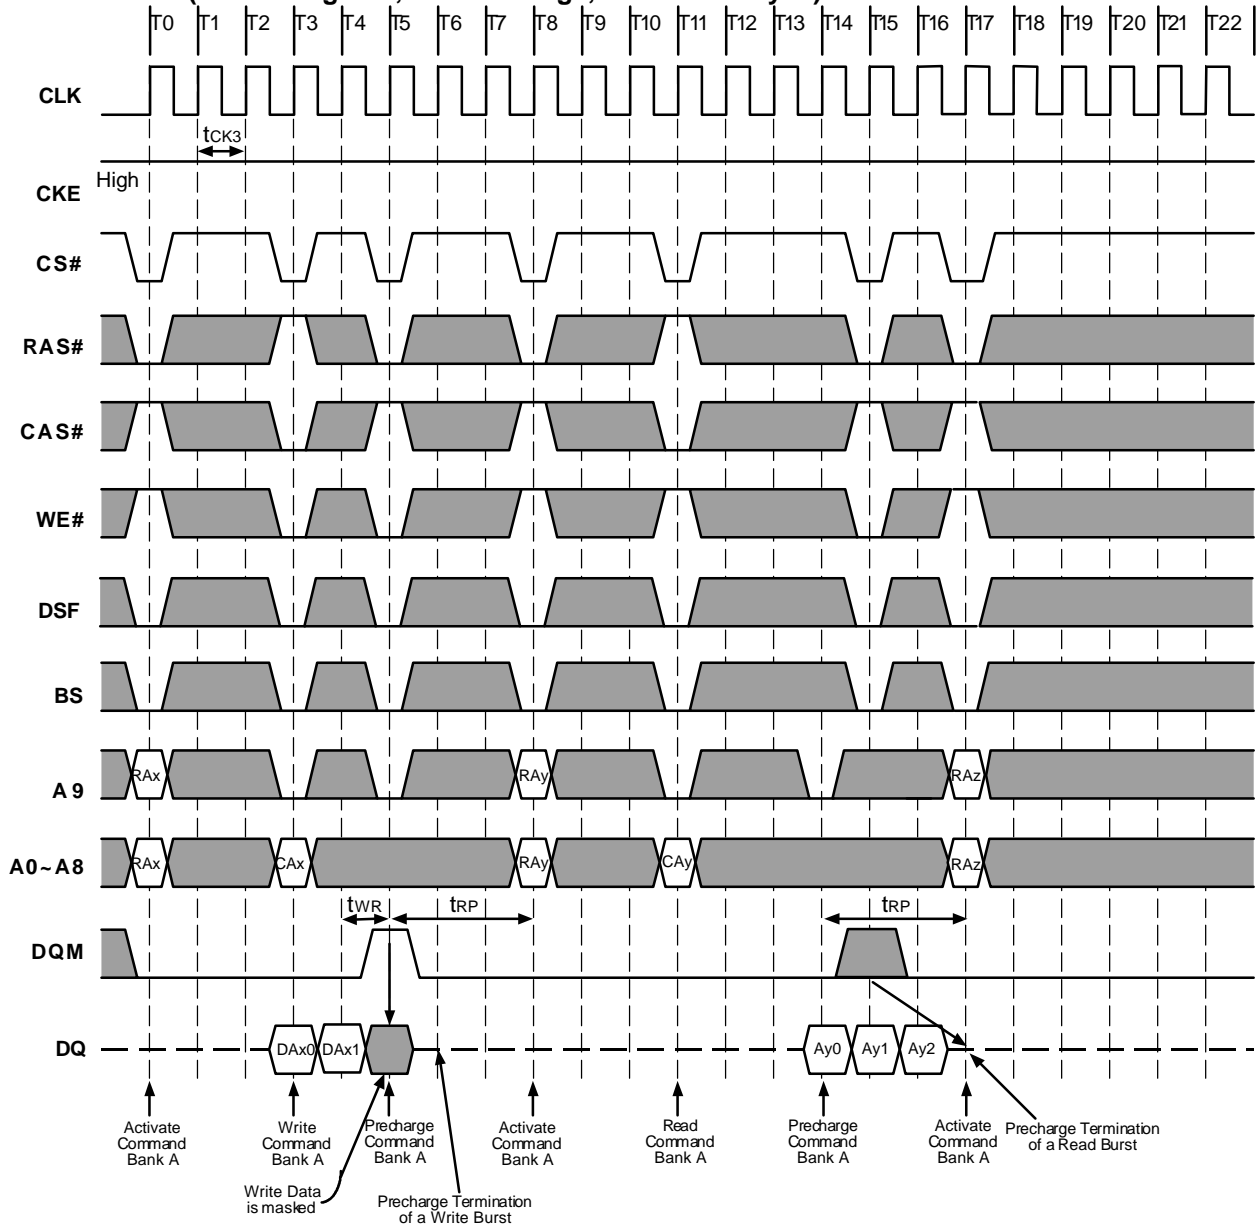 T0 T1 T2 T3 T4 T5 T6 T7 T8 T9 T10 T11 T12 T13 T14 T15 T16 T17 T18 T19 T20 T21 T22
CLK
tCK3
High
CKE
CS#
RAS#
CAS#
WE#
DSF
BS
A9
RAx RAy RAz
A0~A8
RAx CAx RAy CAy RAz
tWR tRP tRP
DQM
DQ
DAx0 DAx1 Ay0 Ay1 Ay2
Activate Command Bank A
Write Command Bank A
Precharge Command Bank A
Activate Command Bank A
Read Command Bank A
Precharge Command Bank A
Activate Command Bank A
Precharge Termination
of a Read Burst
Write Data
is masked
Precharge Termination
of a Write Burst